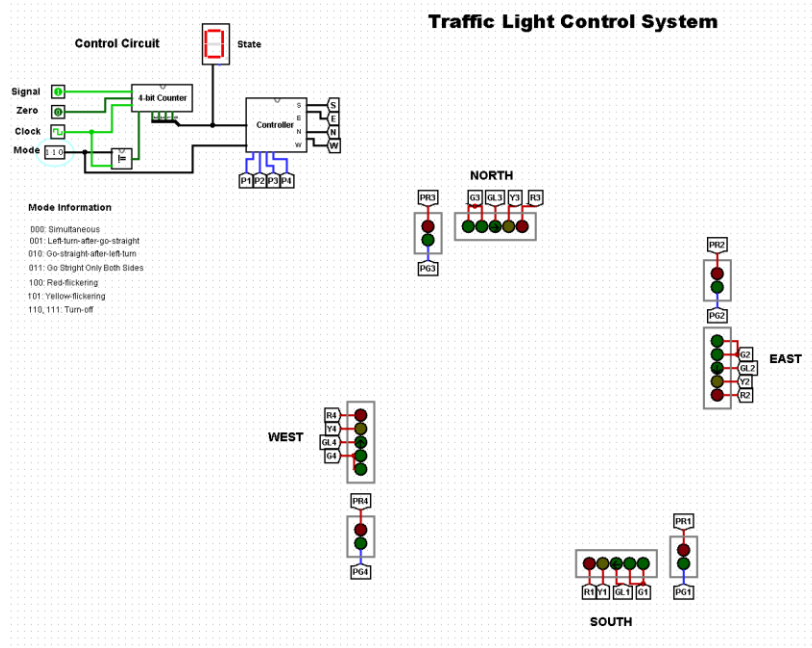 Traffic Light Control System
Control Circuit
State
Signal
Zero
Clock
Mode
1 1 0
4-bit Counter
Controller
S
E
N
W
S
E
N
W
P1 P2 P3 P4
Mode Information
000: Simultaneous
001: Left-turn-after-go-straight
010: Go-straight-after-left-turn
011: Go Stright Only Both Sides
100: Red-flickering
101: Yellow-flickering
110, 111: Turn-off
NORTH
PR3
G3 GL3 Y3 R3
PG3
PR2
PG2
EAST
G2
GL2
Y2
R2
WEST
R4
Y4
GL4
G4
PR4
PG4
PR1
R1 Y1 GL1 G1
PG1
SOUTH